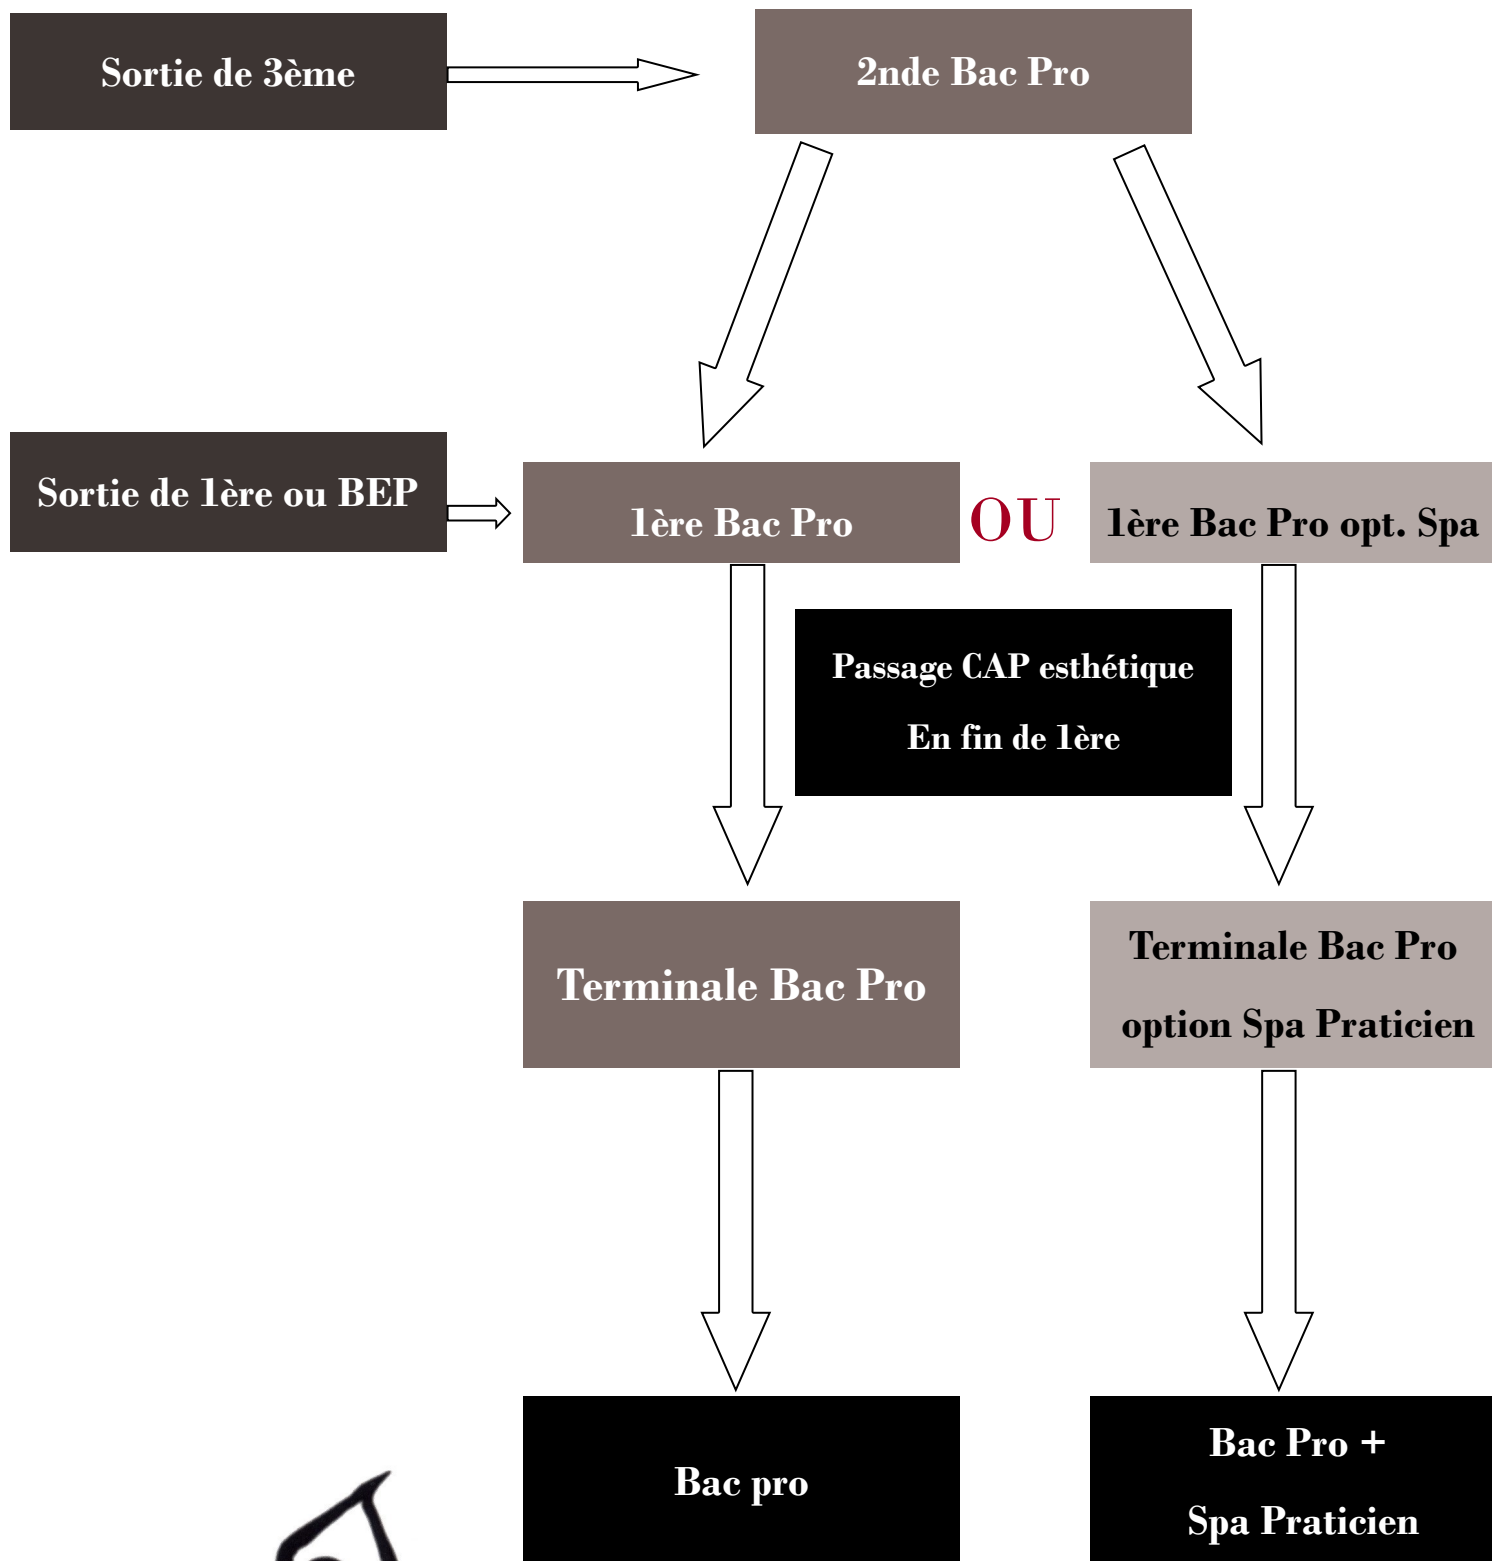 Sortie de 3ème
2nde Bac Pro
Sortie de 1ère ou BEP
1ère Bac Pro
OU
1ère Bac Pro opt. Spa
Passage CAP esthétique
En fin de 1ère
Terminale Bac Pro
Terminale Bac Pro
option Spa Praticien
Bac pro
Bac Pro +
Spa Praticien